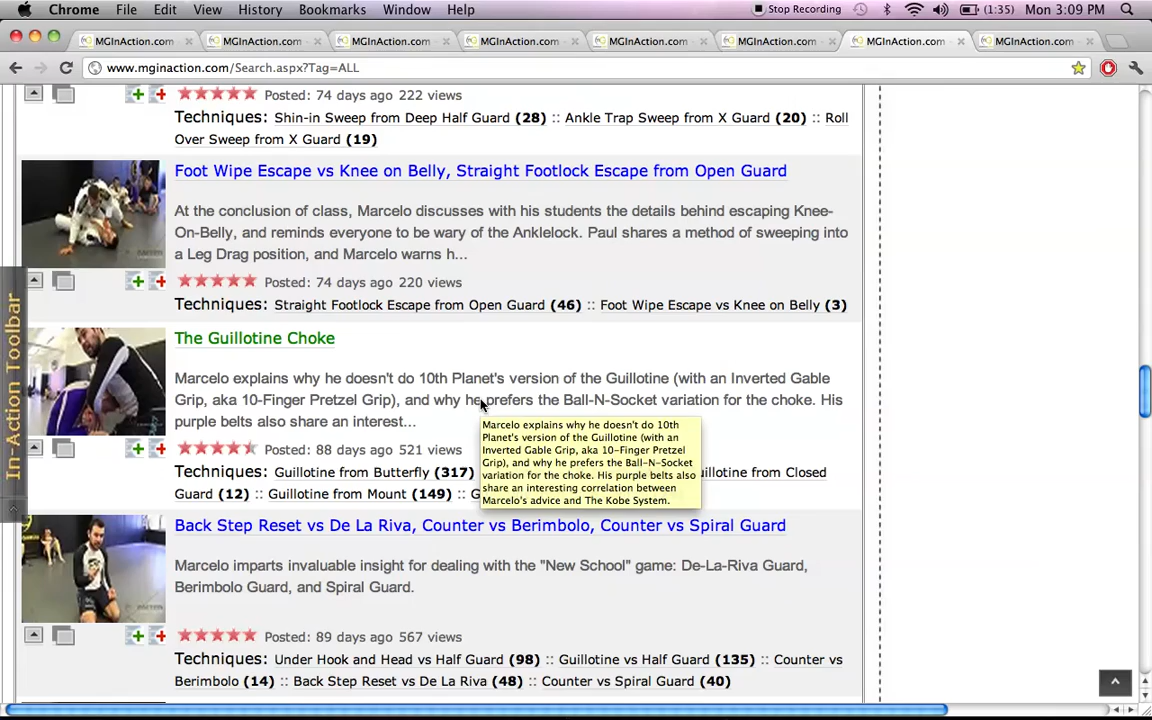 Chrome File Edit View History Bookmarks Window Help Stop Recording (1:35) Mon 3:09 PM
MGInAction.com MGInAction.com MGInAction.com MGInAction.com MGInAction.com MGInAction.com MGInAction.com MGInAction.com
www.mginaction.com/Search.aspx?Tag=ALL
Posted: 74 days ago 222 views
Techniques: Shin-in Sweep from Deep Half Guard (28) :: Ankle Trap Sweep from X Guard (20) :: Roll
Over Sweep from X Guard (19)
Foot Wipe Escape vs Knee on Belly, Straight Footlock Escape from Open Guard
At the conclusion of class, Marcelo discusses with his students the details behind escaping Knee-
On-Belly, and reminds everyone to be wary of the Anklelock. Paul shares a method of sweeping into
a Leg Drag position, and Marcelo warns h...
Posted: 74 days ago 220 views
Techniques: Straight Footlock Escape from Open Guard (46) :: Foot Wipe Escape vs Knee on Belly (3)
In-Action Toolbar
The Guillotine Choke
Marcelo explains why he doesn't do 10th Planet's version of the Guillotine (with an Inverted Gable
Grip, aka 10-Finger Pretzel Grip), and why he prefers the Ball-N-Socket variation for the choke. His
purple belts also share an interest...
Marcelo explains why he doesn't do 10th
Planet's version of the Guillotine (with an
Inverted Gable Grip, aka 10-Finger Pretzel
Grip), and why he prefers the Ball-N-Socket
variation for the choke. His purple belts also
share an interesting correlation between
Marcelo's advice and The Kobe System.
Posted: 88 days ago 521 views
Techniques: Guillotine from Butterfly (317) uillotine from Closed
Guard (12) :: Guillotine from Mount (149) ::
Back Step Reset vs De La Riva, Counter vs Berimbolo, Counter vs Spiral Guard
Marcelo imparts invaluable insight for dealing with the "New School" game: De-La-Riva Guard,
Berimbolo Guard, and Spiral Guard.
Posted: 89 days ago 567 views
Techniques: Under Hook and Head vs Half Guard (98) :: Guillotine vs Half Guard (135) :: Counter vs
Berimbolo (14) :: Back Step Reset vs De La Riva (48) :: Counter vs Spiral Guard (40)